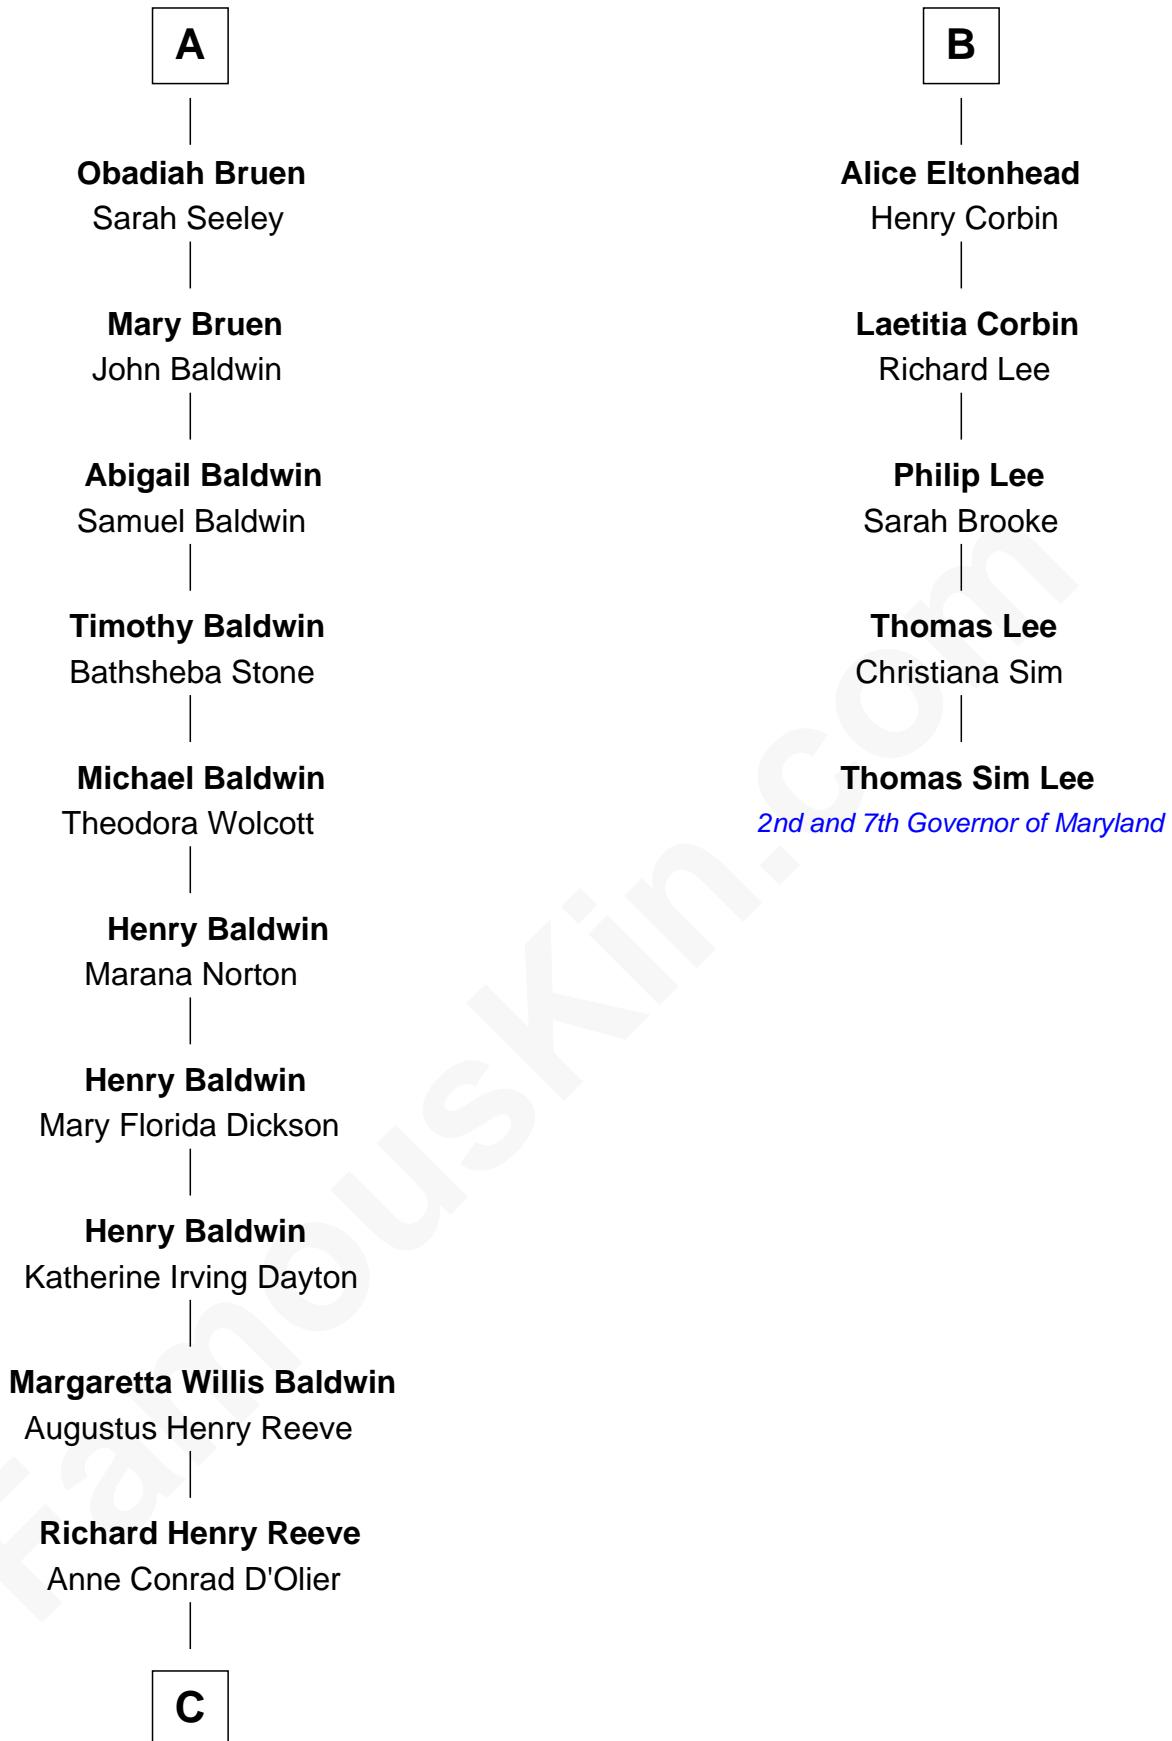 A
Obadiah Bruen
Sarah Seeley
Mary Bruen
John Baldwin
Abigail Baldwin
Samuel Baldwin
Timothy Baldwin
Bathsheba Stone
Michael Baldwin
Theodora Wolcott
Henry Baldwin
Marana Norton
Henry Baldwin
Mary Florida Dickson
Henry Baldwin
Katherine Irving Dayton
Margaretta Willis Baldwin
Augustus Henry Reeve
Richard Henry Reeve
Anne Conrad D'Olier
C
B
Alice Eltonhead
Henry Corbin
Laetitia Corbin
Richard Lee
Philip Lee
Sarah Brooke
Thomas Lee
Christiana Sim
Thomas Sim Lee
2nd and 7th Governor of Maryland
FamousKin.com